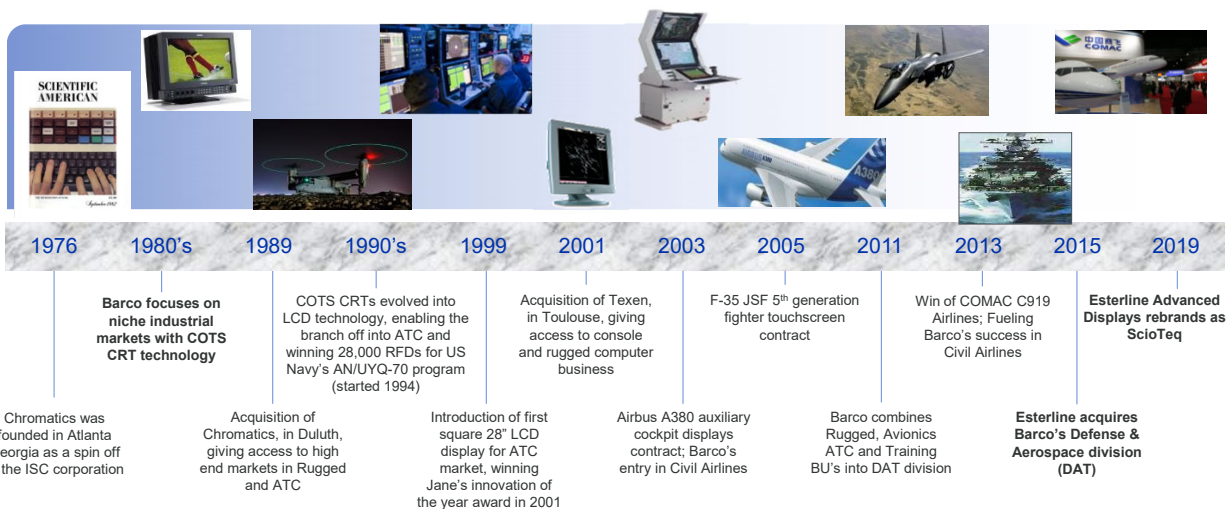 SCIENTIFIC
AMERICAN
September 1982
A380
中国商飞
COMAC
1976
1980's
1989
1990's
1999
2001
2003
2005
2011
2013
2015
2019
Barco focuses on
niche industrial
markets with COTS
CRT technology
COTS CRTs evolved into
LCD technology, enabling the
branch off into ATC and
winning 28,000 RFDs for US
Navy's AN/UYQ-70 program
(started 1994)
Acquisition of Texen,
in Toulouse, giving
access to console
and rugged computer
business
F-35 JSF 5th generation
fighter touchscreen
contract
Win of COMAC C919
Airlines; Fueling
Barco's success in
Civil Airlines
Esterline Advanced
Displays rebrands as
ScioTeq
Chromatics was
ounded in Atlanta
eorgia as a spin off
the ISC corporation
Acquisition of
Chromatics, in Duluth,
giving access to high
end markets in Rugged
and ATC
Introduction of first
square 28" LCD
display for ATC
market, winning
Jane's innovation of
the year award in 2001
Airbus A380 auxiliary
cockpit displays
contract; Barco's
entry in Civil Airlines
Barco combines
Rugged, Avionics
ATC and Training
BU's into DAT division
Esterline acquires
Barco's Defense &
Aerospace division
(DAT)